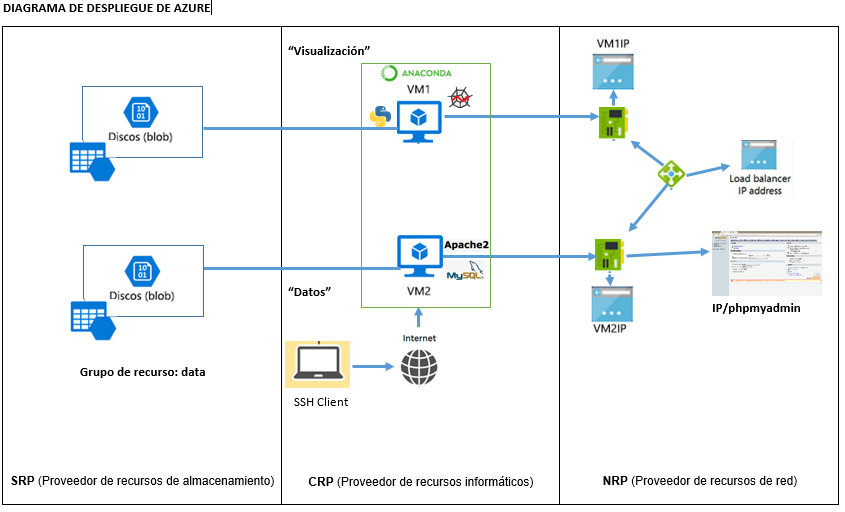 DIAGRAMA DE DESPLIEGUE DE AZURE
"Visualización"
ANACONDA
VM1
VM1IP
10
01
Discos (blob)
Load balancer
IP address
Apache2
MySQL
VM2
"Datos"
10
01
Discos (blob)
VM2IP
IP/phpmyadmin
Internet
SSH Client
Grupo de recurso: data
SRP (Proveedor de recursos de almacenamiento)
CRP (Proveedor de recursos informáticos)
NRP (Proveedor de recursos de red)